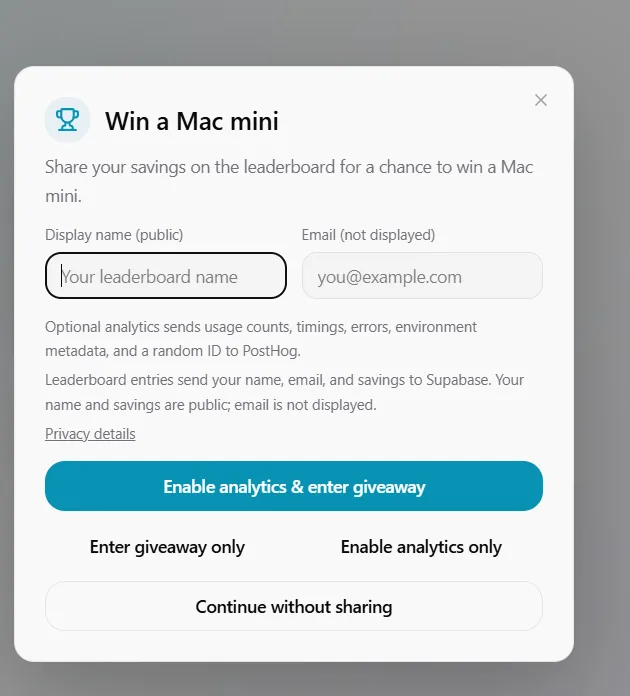 Win a Mac mini
Share your savings on the leaderboard for a chance to win a Mac
mini.
Display name (public)
Email (not displayed)
Your leaderboard name
you@example.com
Optional analytics sends usage counts, timings, errors, environment
metadata, and a random ID to PostHog.
Leaderboard entries send your name, email, and savings to Supabase. Your
name and savings are public; email is not displayed.
Privacy details
Enable analytics & enter giveaway
Enter giveaway only
Enable analytics only
Continue without sharing